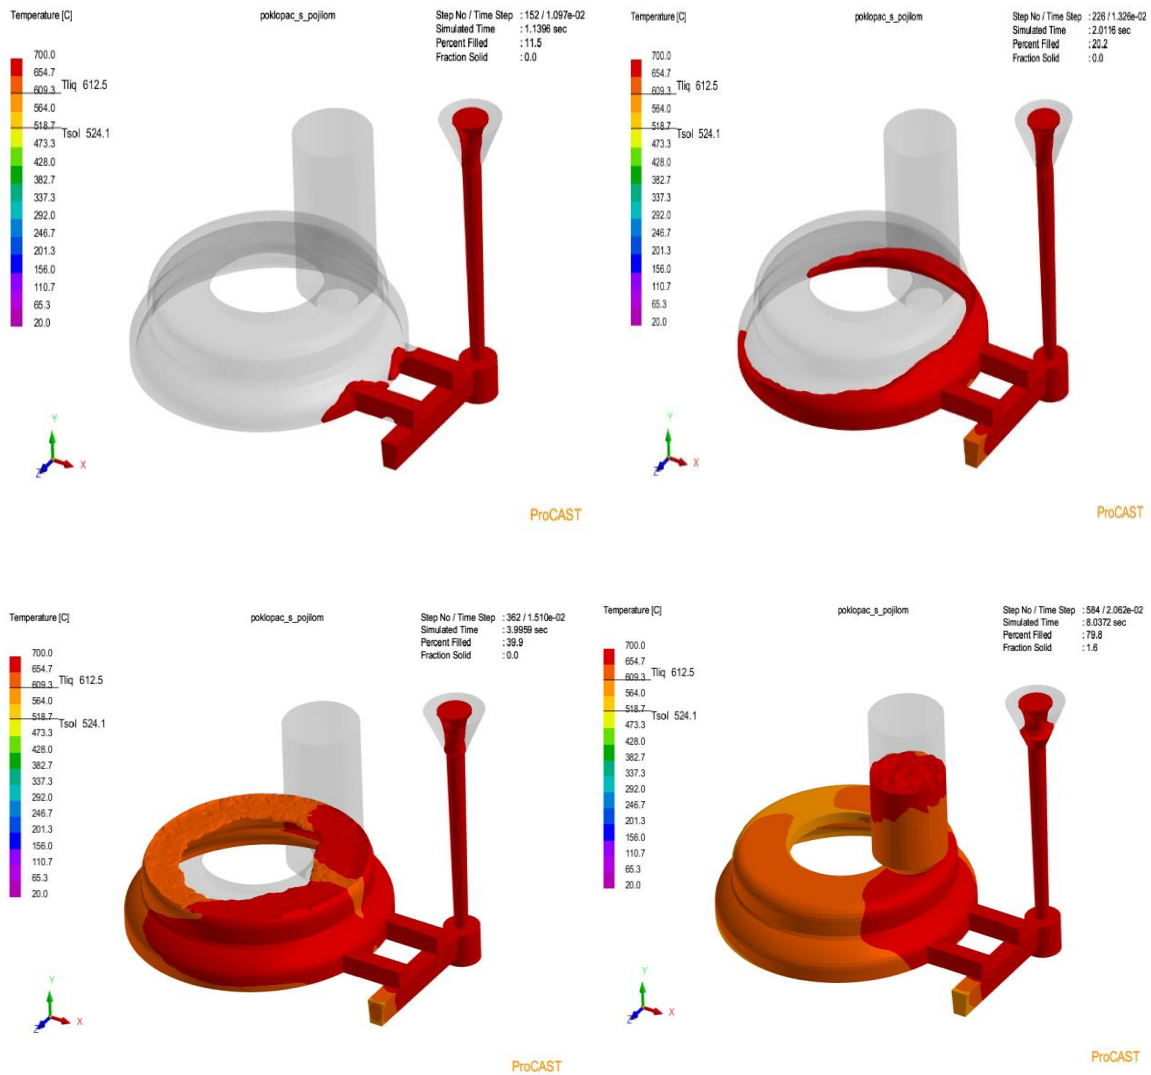 Temperature [C]
poklopac_s_pojilom
Step No / Time Step : 152 / 1.097e-02
Simulated Time : 1.1396 sec
Percent Filled : 11.5
Fraction Solid : 0.0
700.0
654.7
609.3
Tliq 612.5
564.0
518.7
Tsol 524.1
473.3
428.0
382.7
337.3
292.0
246.7
201.3
156.0
110.7
65.3
20.0
Y
X
Z
ProCAST
Temperature [C]
poklopac_s_pojilom
Step No / Time Step : 226 / 1.326e-02
Simulated Time : 2.0116 sec
Percent Filled : 20.2
Fraction Solid : 0.0
700.0
654.7
609.3
Tliq 612.5
564.0
518.7
Tsol 524.1
473.3
428.0
382.7
337.3
292.0
246.7
201.3
156.0
110.7
65.3
20.0
Y
X
Z
ProCAST
Temperature [C]
poklopac_s_pojilom
Step No / Time Step : 362 / 1.510e-02
Simulated Time : 3.9959 sec
Percent Filled : 39.9
Fraction Solid : 0.0
700.0
654.7
609.3
Tliq 612.5
564.0
518.7
Tsol 524.1
473.3
428.0
382.7
337.3
292.0
246.7
201.3
156.0
110.7
65.3
20.0
Y
X
Z
ProCAST
Temperature [C]
poklopac_s_pojilom
Step No / Time Step : 584 / 2.062e-02
Simulated Time : 8.0372 sec
Percent Filled : 79.8
Fraction Solid : 1.6
700.0
654.7
609.3
Tliq 612.5
564.0
518.7
Tsol 524.1
473.3
428.0
382.7
337.3
292.0
246.7
201.3
156.0
110.7
65.3
20.0
Y
X
Z
ProCAST